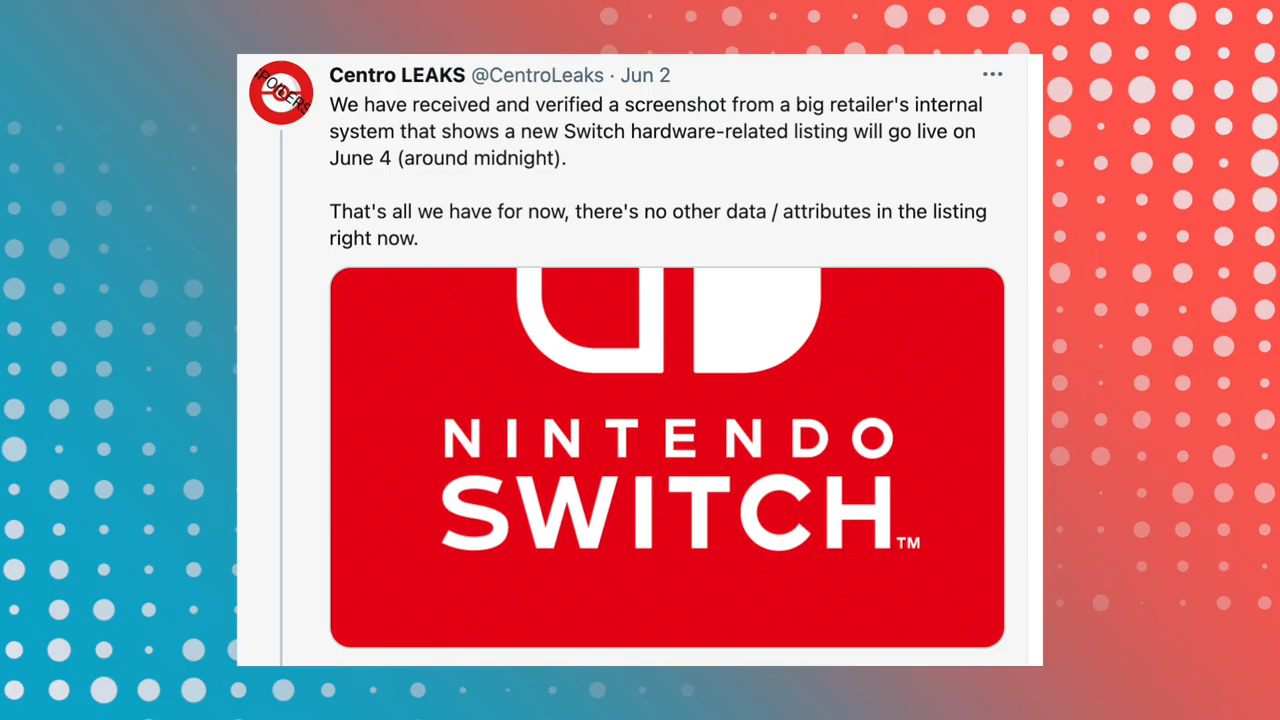 Centro LEAKS @CentroLeaks · Jun 2
We have received and verified a screenshot from a big retailer's internal
system that shows a new Switch hardware-related listing will go live on
June 4 (around midnight).
That's all we have for now, there's no other data / attributes in the listing
right now.
NINTENDO
SWITCH™